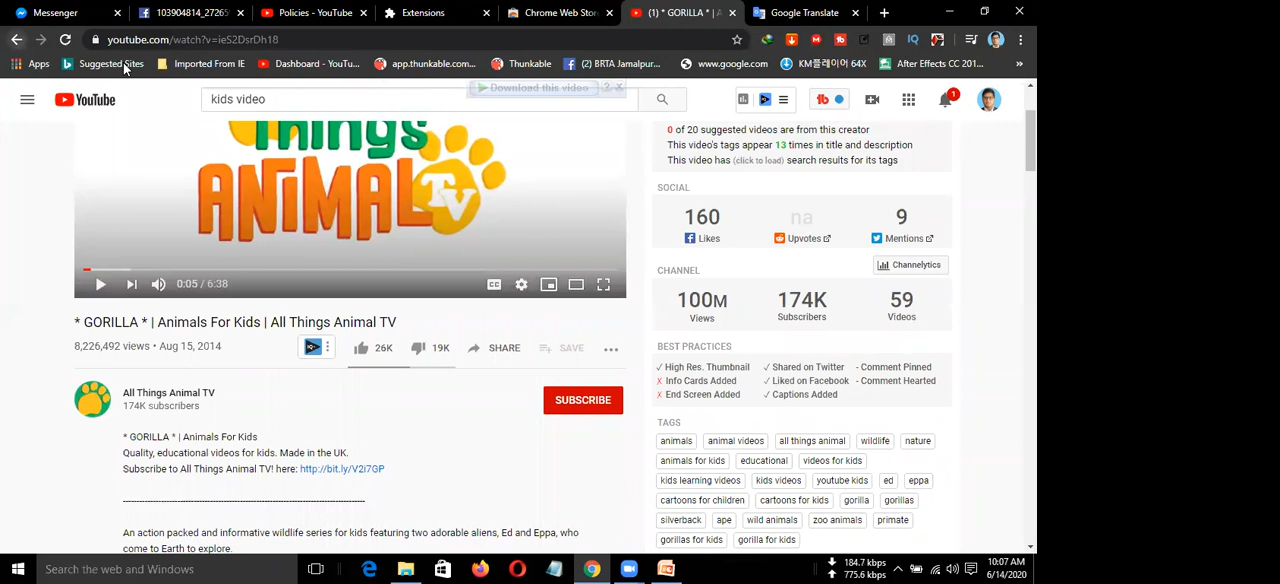 Messenger
103904814_27265
Policies - YouTube
Extensions
Chrome Web Stor
(1) * GORILLA * | A
Google Translate
youtube.com/watch?v=ieS2DsrDh18
Apps
Suggested Sites
Imported From IE
Dashboard - YouTu...
app.thunkable.com...
Thunkable
(2) BRTA Jamalpur...
www.google.com
KM플레이어 64X
After Effects CC 201...
YouTube
kids video
Download this video
1
Things
ANIMAL TV
0:05 / 6:38
* GORILLA * | Animals For Kids | All Things Animal TV
8,226,492 views • Aug 15, 2014
26K
19K
SHARE
SAVE
All Things Animal TV
174K subscribers
SUBSCRIBE
* GORILLA * | Animals For Kids
Quality, educational videos for kids. Made in the UK.
Subscribe to All Things Animal TV! here: http://bit.ly/V2i7GP
An action packed and informative wildlife series for kids featuring two adorable aliens, Ed and Eppa, who
come to Earth to explore.
0 of 20 suggested videos are from this creator
This video's tags appear 13 times in title and description
This video has (click to load) search results for its tags
SOCIAL
160 na 9
Likes Upvotes Mentions
CHANNEL
Channelytics
100M 174K 59
Views Subscribers Videos
BEST PRACTICES
✓ High Res. Thumbnail ✓ Shared on Twitter - Comment Pinned
X Info Cards Added ✓ Liked on Facebook - Comment Hearted
X End Screen Added ✓ Captions Added
TAGS
animals animal videos all things animal wildlife nature
animals for kids educational videos for kids
kids learning videos kids videos youtube kids ed eppa
cartoons for children cartoons for kids gorilla gorillas
silverback ape wild animals zoo animals primate
gorillas for kids gorilla for kids
Search the web and Windows
184.7 kbps
775.6 kbps
10:07 AM
6/14/2020